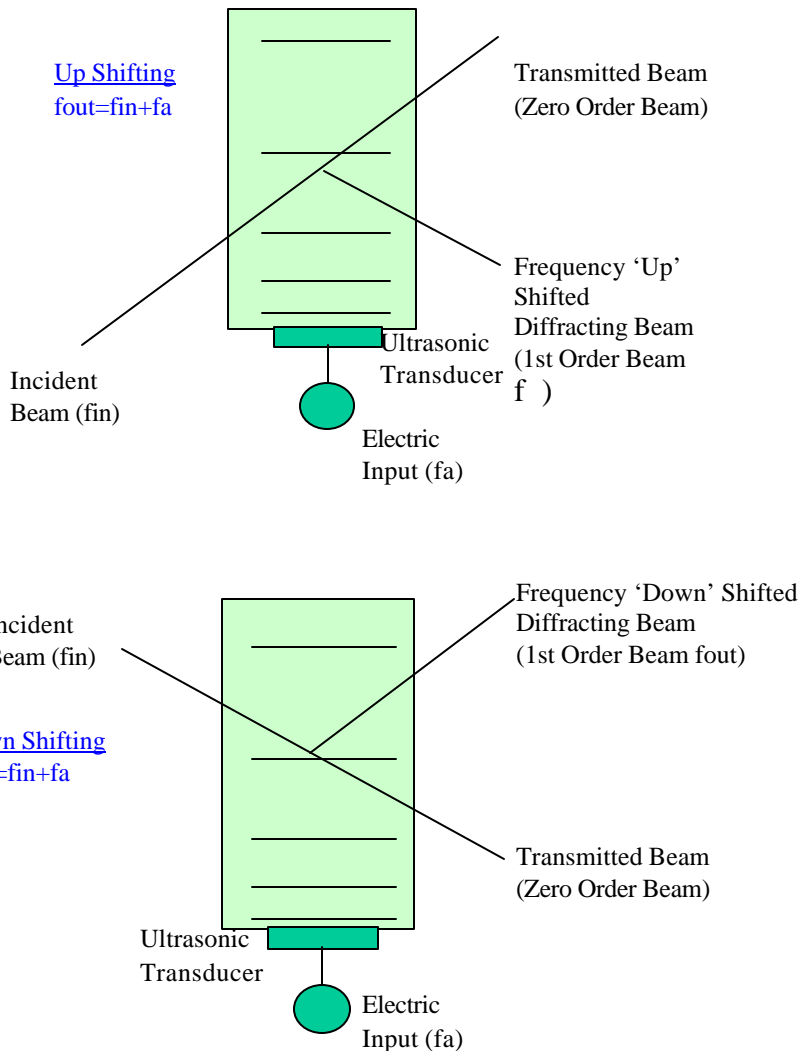 Up Shifting
fout=fin+fa
Transmitted Beam
(Zero Order Beam)
Frequency ‘Up’
Shifted
Diffracting Beam
(1st Order Beam
f )
Ultrasonic
Transducer
Incident
Beam (fin)
Electric
Input (fa)
Frequency ‘Down’ Shifted
Diffracting Beam
(1st Order Beam fout)
ncident
eam (fin)
n Shifting
=fin+fa
Transmitted Beam
(Zero Order Beam)
Ultrasonic
Transducer
Electric
Input (fa)